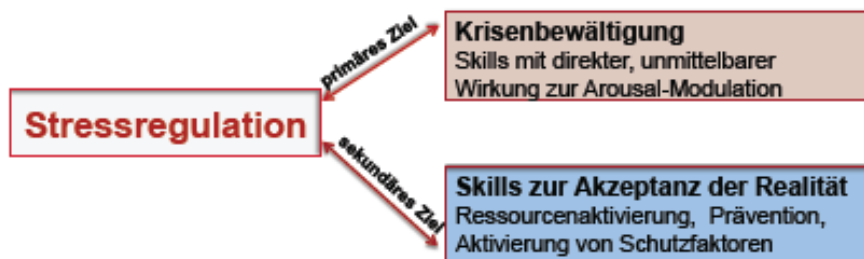 Stressregulation
primäres Ziel
Krisenbewältigung
Skills mit direkter, unmittelbarer
Wirkung zur Arousal-Modulation
sekundäres Ziel
Skills zur Akzeptanz der Realität
Ressourcenaktivierung, Prävention,
Aktivierung von Schutzfaktoren